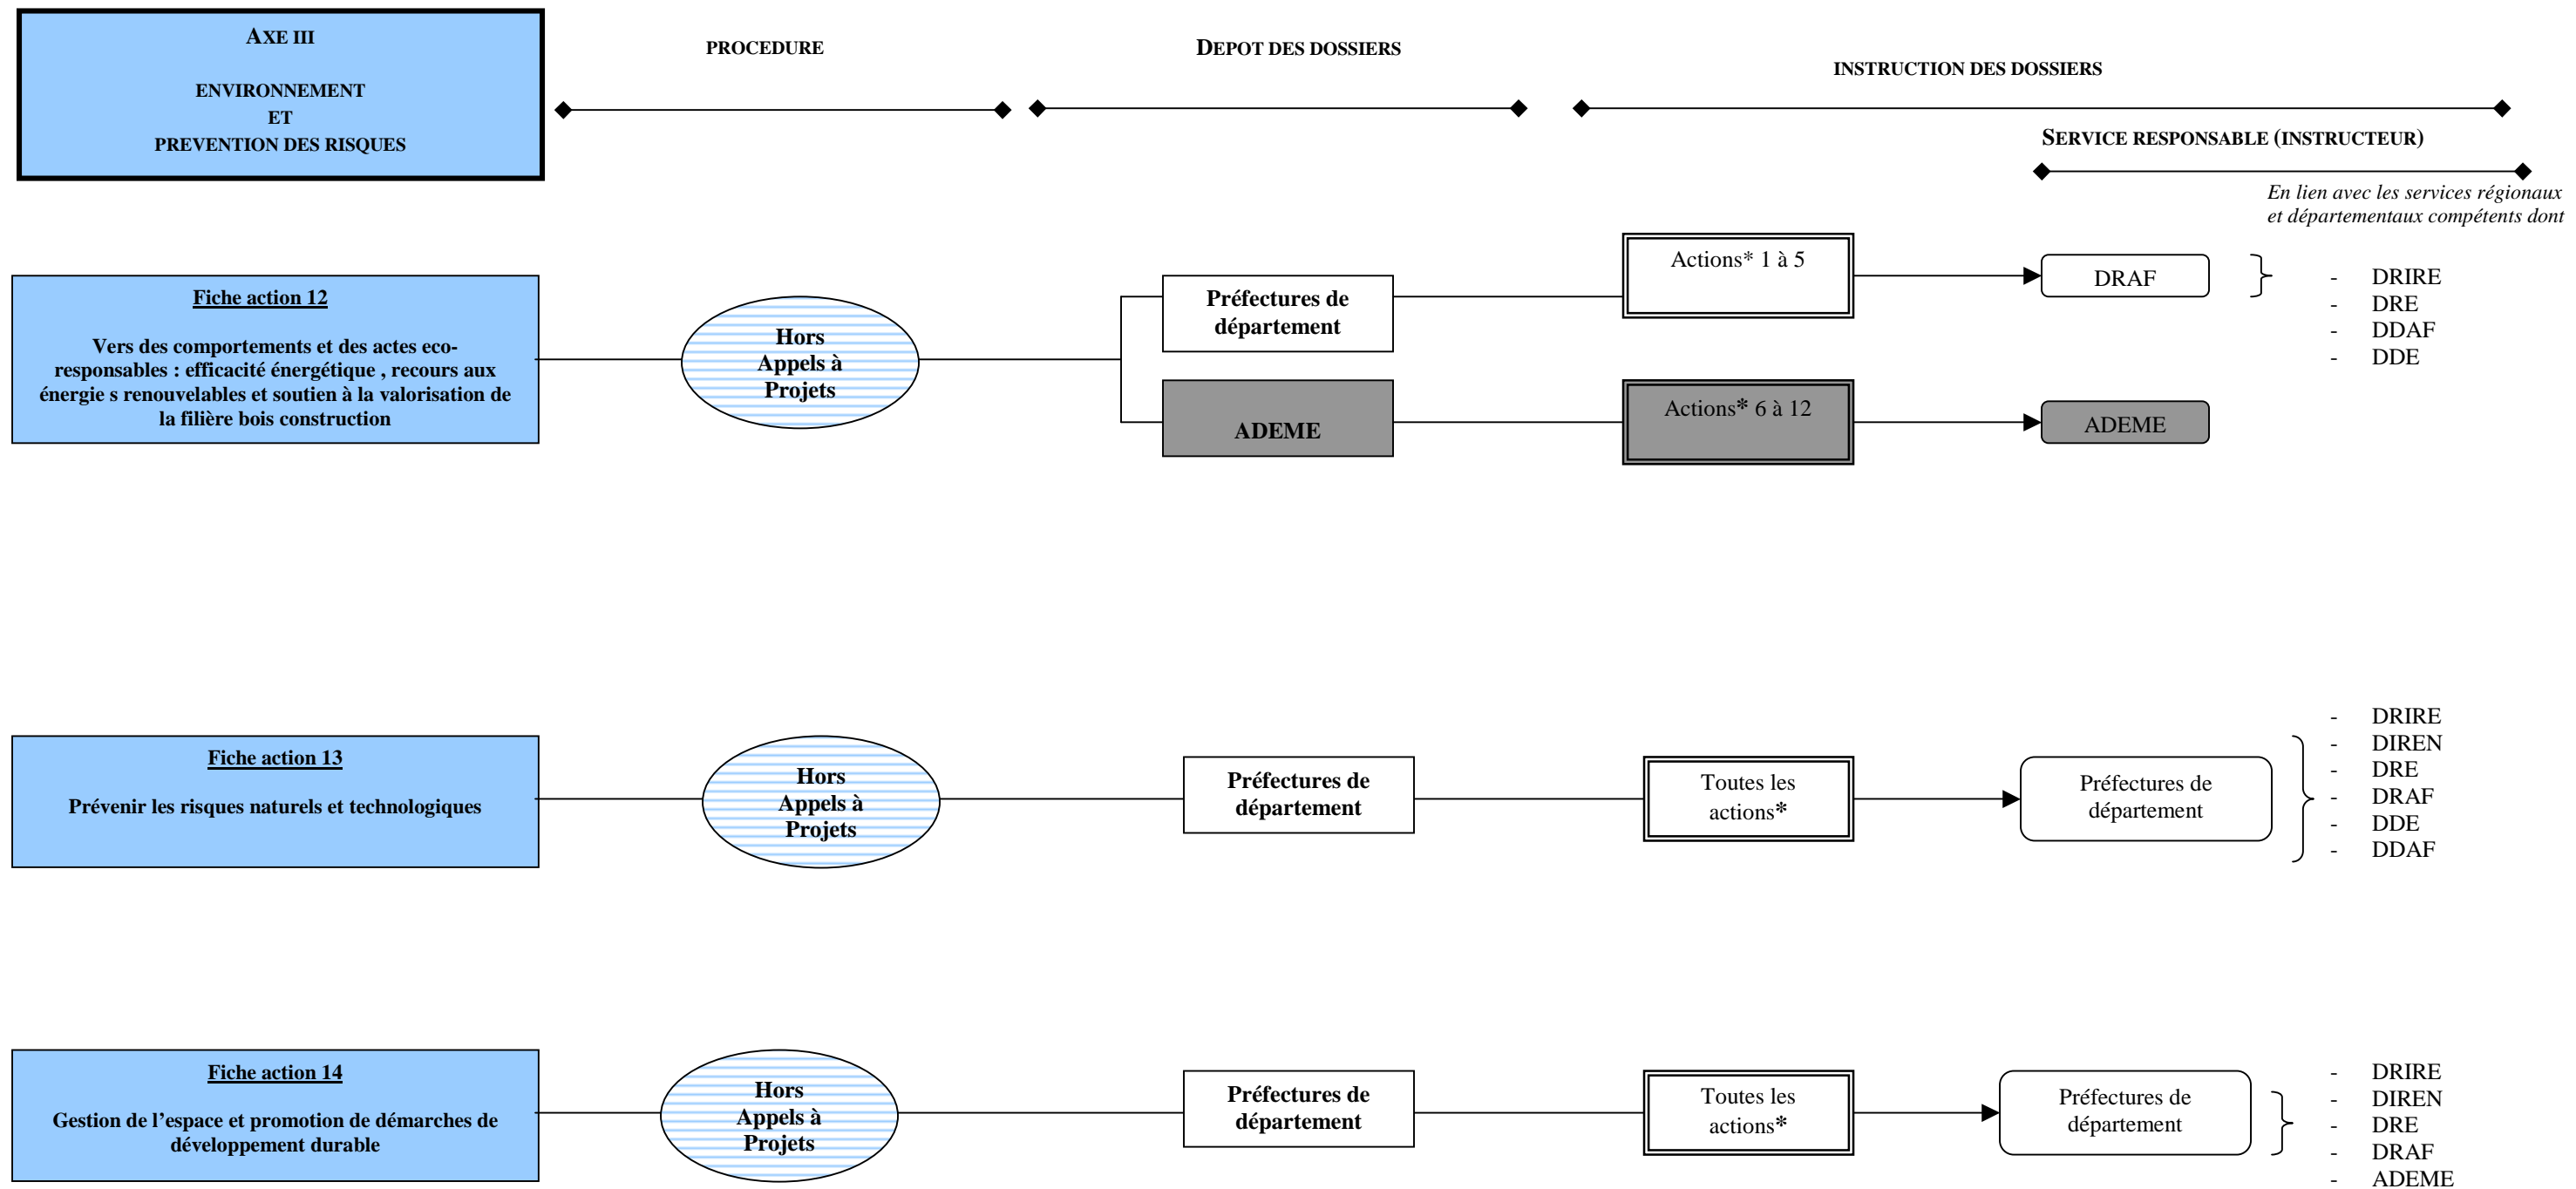 AXE III
ENVIRONNEMENT
ET
PREVENTION DES RISQUES
PROCEDURE
DEPOT DES DOSSIERS
INSTRUCTION DES DOSSIERS
SERVICE RESPONSABLE (INSTRUCTEUR)
En lien avec les services régionaux
et départementaux compétents dont
Fiche action 12
Vers des comportements et des actes eco-
responsables : efficacité énergétique , recours aux
énergie s renouvelables et soutien à la valorisation de
la filière bois construction
Hors
Appels à
Projets
Préfectures de
département
Actions* 1 à 5
DRAF
- DRIRE
- DRE
- DDAF
- DDE
ADEME
Actions* 6 à 12
ADEME
Fiche action 13
Prévenir les risques naturels et technologiques
Hors
Appels à
Projets
Préfectures de
département
Toutes les
actions*
Préfectures de
département
- DRIRE
- DIREN
- DRE
- DRAF
- DDE
- DDAF
Fiche action 14
Gestion de l’espace et promotion de démarches de
développement durable
Hors
Appels à
Projets
Préfectures de
département
Toutes les
actions*
Préfectures de
département
- DRIRE
- DIREN
- DRE
- DRAF
- ADEME